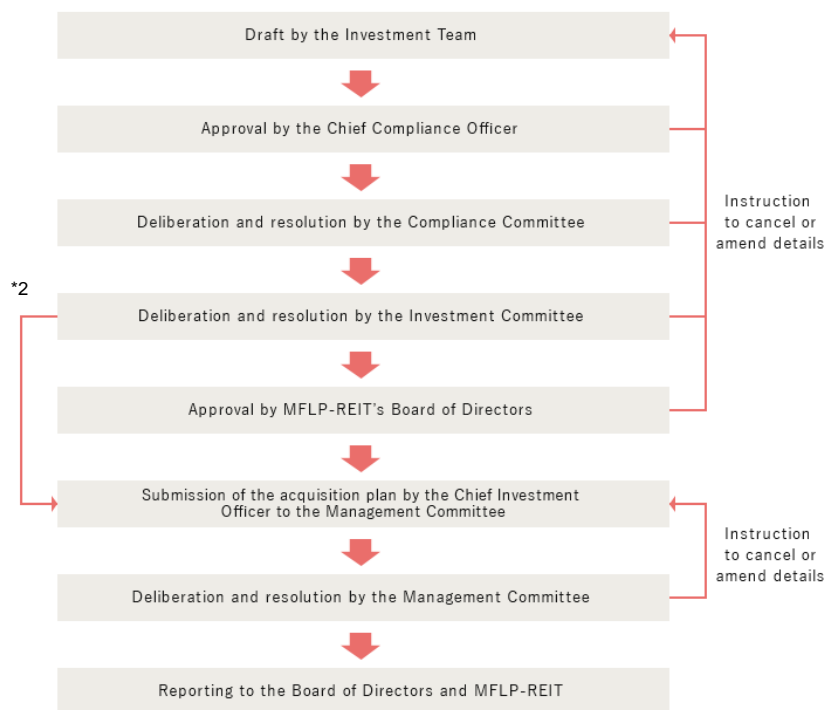 Draft by the Investment Team
Approval by the Chief Compliance Officer
Instruction
to cancel or
amend details
Deliberation and resolution by the Compliance Committee
*2
Deliberation and resolution by the Investment Committee
Approval by MFLP-REIT's Board of Directors
Submission of the acquisition plan by the Chief Investment
Officer to the Management Committee
Instruction
to cancel or
amend details
Deliberation and resolution by the Management Committee
Reporting to the Board of Directors and MFLP-REIT